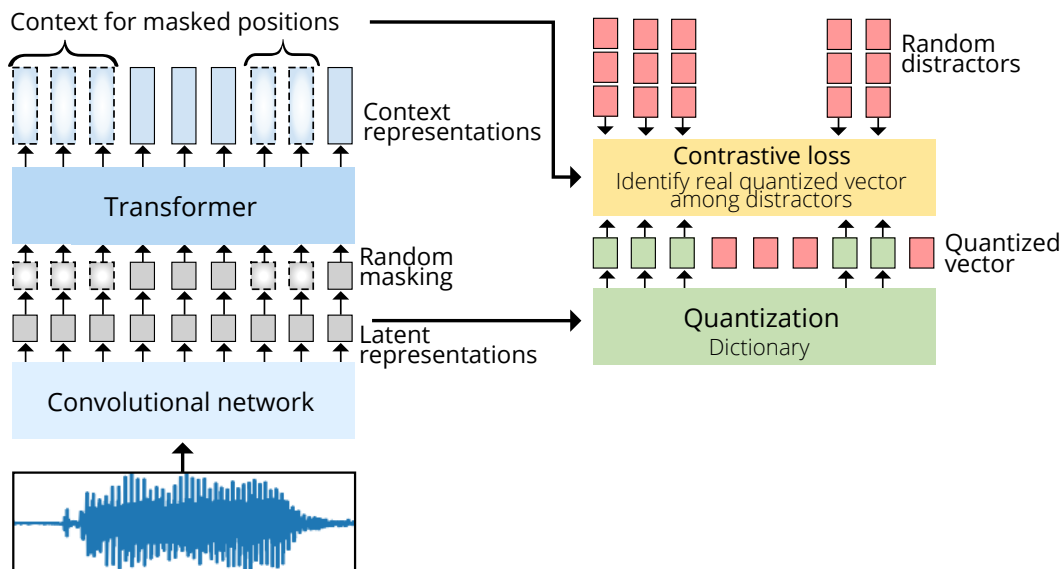 Context for masked positions
Context
representations
Transformer
Random
masking
Latent
representations
Convolutional network
Random
distractors
Contrastive loss
Identify real quantized vector
among distractors
Quantized
vector
Quantization
Dictionary